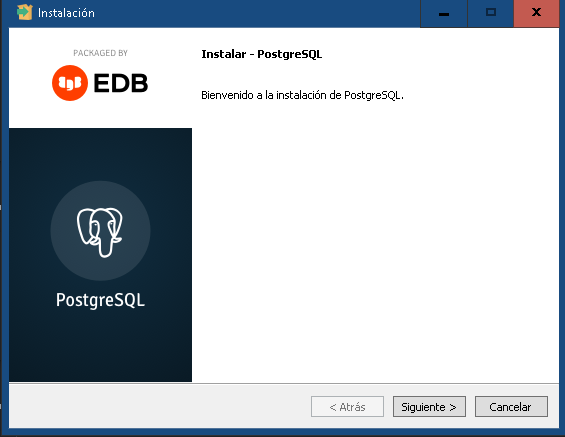 Instalación
PACKAGED BY
EDB
Instalar - PostgreSQL
Bienvenido a la instalación de PostgreSQL.
PostgreSQL
< Atrás
Siguiente >
Cancelar